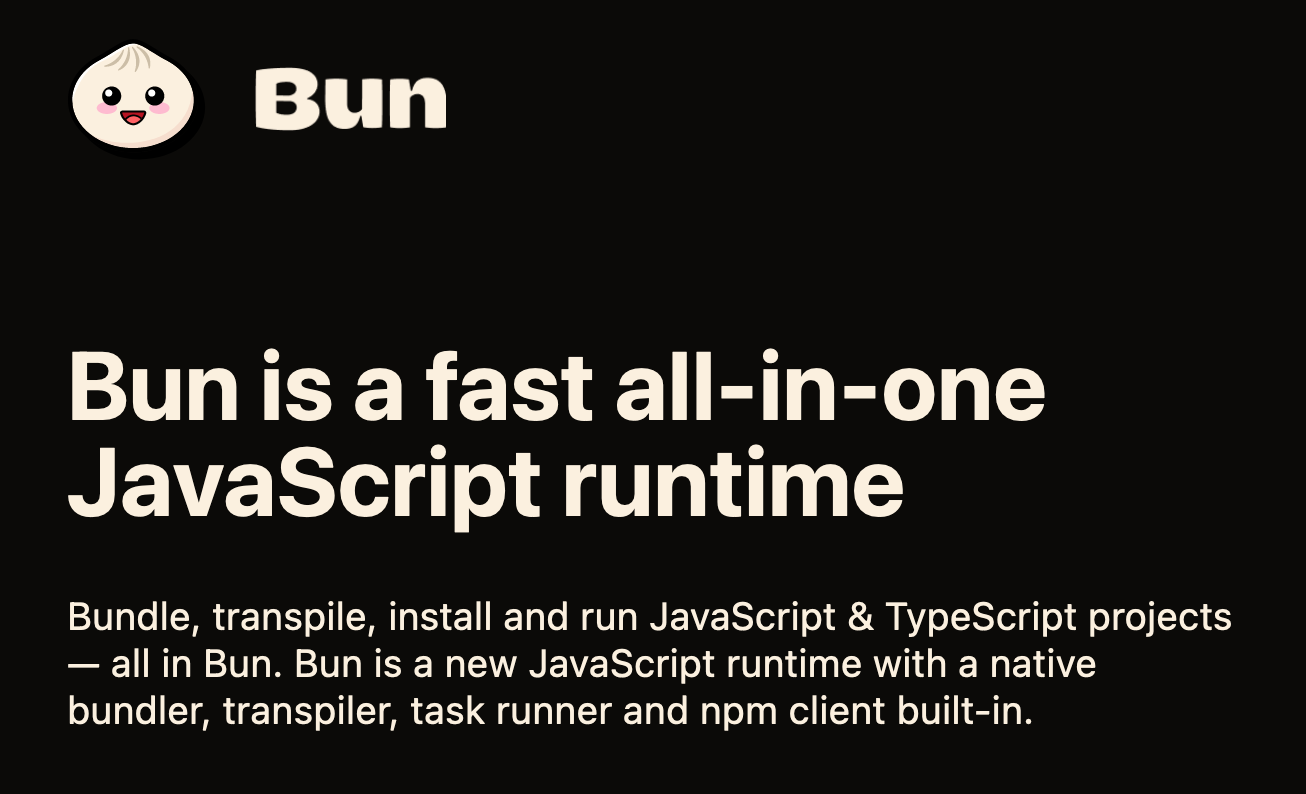 Bun
Bun is a fast all-in-one
JavaScript runtime
Bundle, transpile, install and run JavaScript & TypeScript projects
— all in Bun. Bun is a new JavaScript runtime with a native
bundler, transpiler, task runner and npm client built-in.